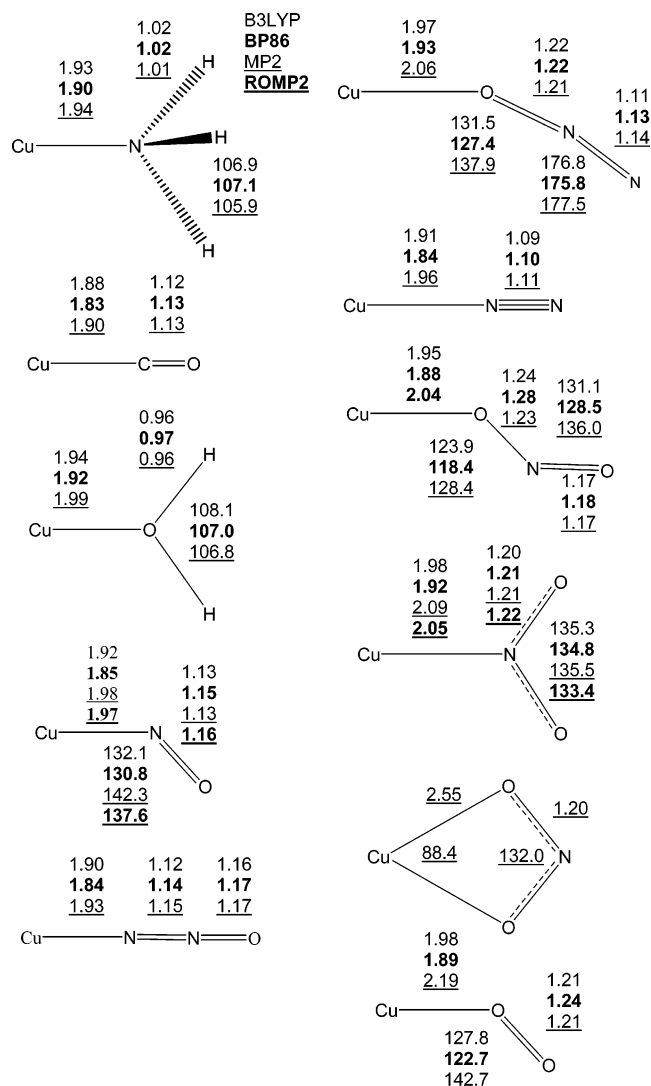 B3LYP
BP86
MP2
ROMP2
1.93
1.90
1.94
1.02
1.02
1.01
H
Cu
N
H
106.9
107.1
105.9
H
1.88
1.83
1.90
1.12
1.13
1.13
Cu
C
O
0.96
0.97
0.96
1.94
1.92
1.99
H
Cu
O
108.1
107.0
106.8
H
1.92
1.85
1.98
1.97
1.13
1.15
1.13
1.16
Cu
N
132.1
130.8
142.3
137.6
O
1.90
1.84
1.93
1.12
1.14
1.15
1.16
1.17
1.17
Cu
N
N
O
1.97
1.93
2.06
1.22
1.22
1.21
Cu
O
1.11
1.13
1.14
131.5
127.4
137.9
N
176.8
175.8
177.5
N
1.91
1.84
1.96
1.09
1.10
1.11
Cu
N
N
1.95
1.88
2.04
1.24
1.28
1.23
131.1
128.5
136.0
Cu
O
123.9
118.4
128.4
N
O
1.17
1.18
1.17
1.98
1.92
2.09
2.05
1.20
1.21
1.21
1.22
O
Cu
N
135.3
134.8
135.5
133.4
O
2.55
O
1.20
Cu
88.4
132.0
N
O
1.98
1.89
2.19
1.21
1.24
1.21
Cu
O
127.8
122.7
142.7
O